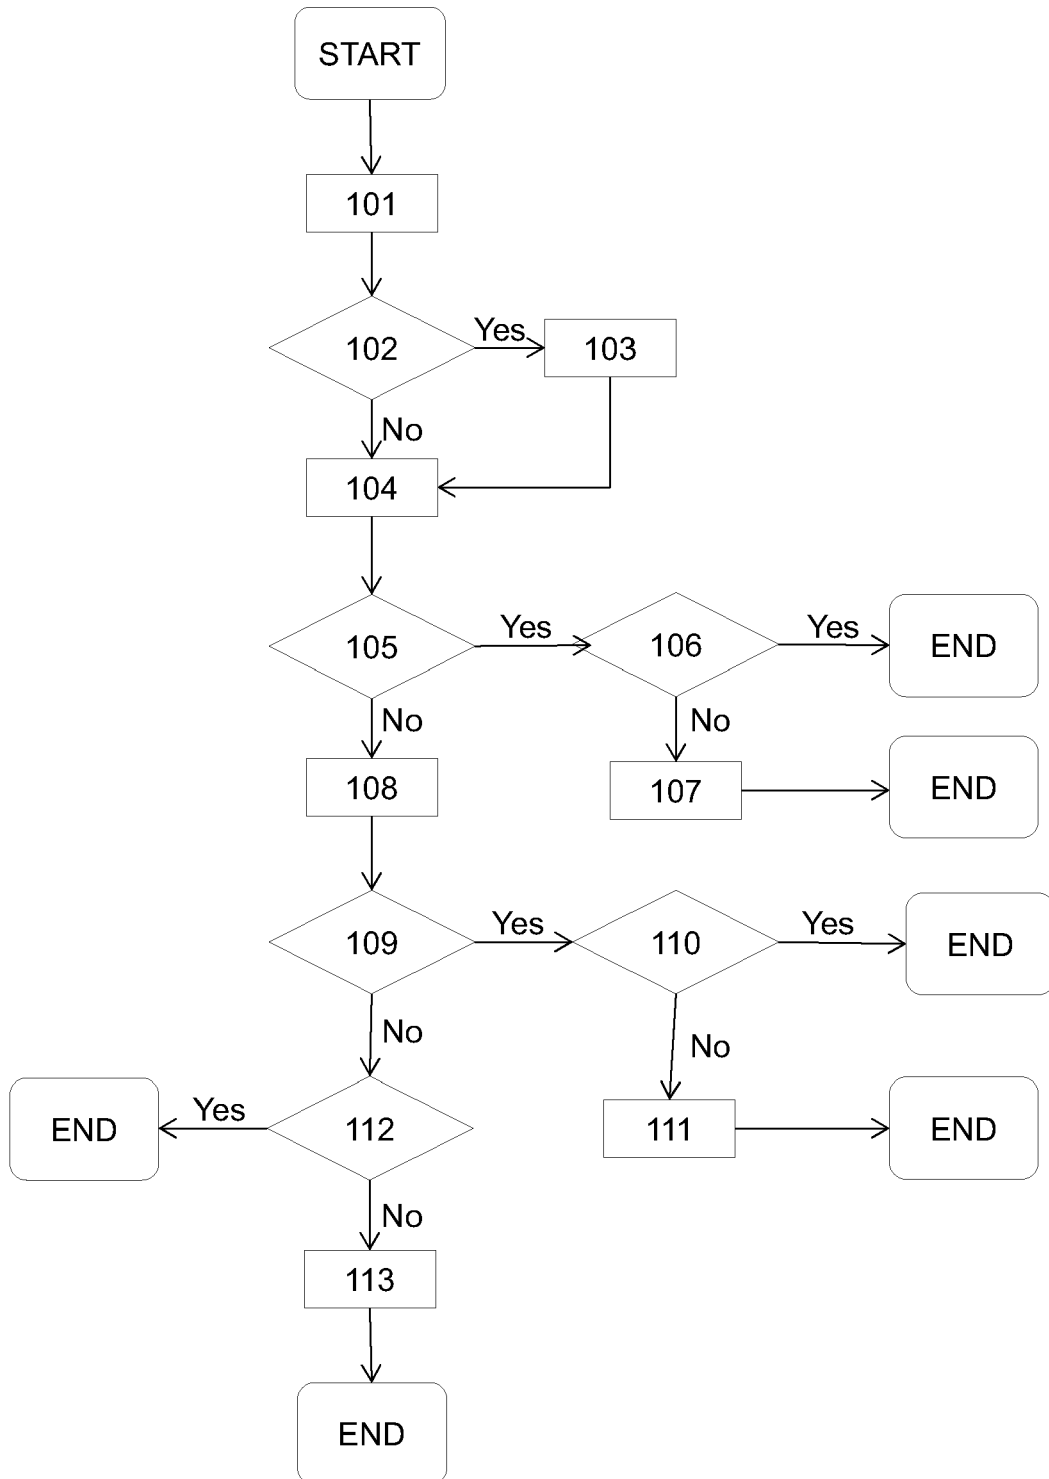 START
101
102
Yes
103
No
104
105
Yes
106
Yes
END
No
No
108
107
END
109
Yes
110
Yes
END
No
No
END
Yes
112
111
END
No
113
END